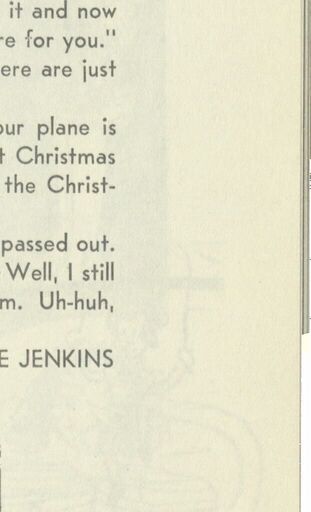 it and now
re for you."
ere are just
our plane is
t Christmas
the Christ-
passed out.
Well, I still
m. Uh-huh,
E JENKINS